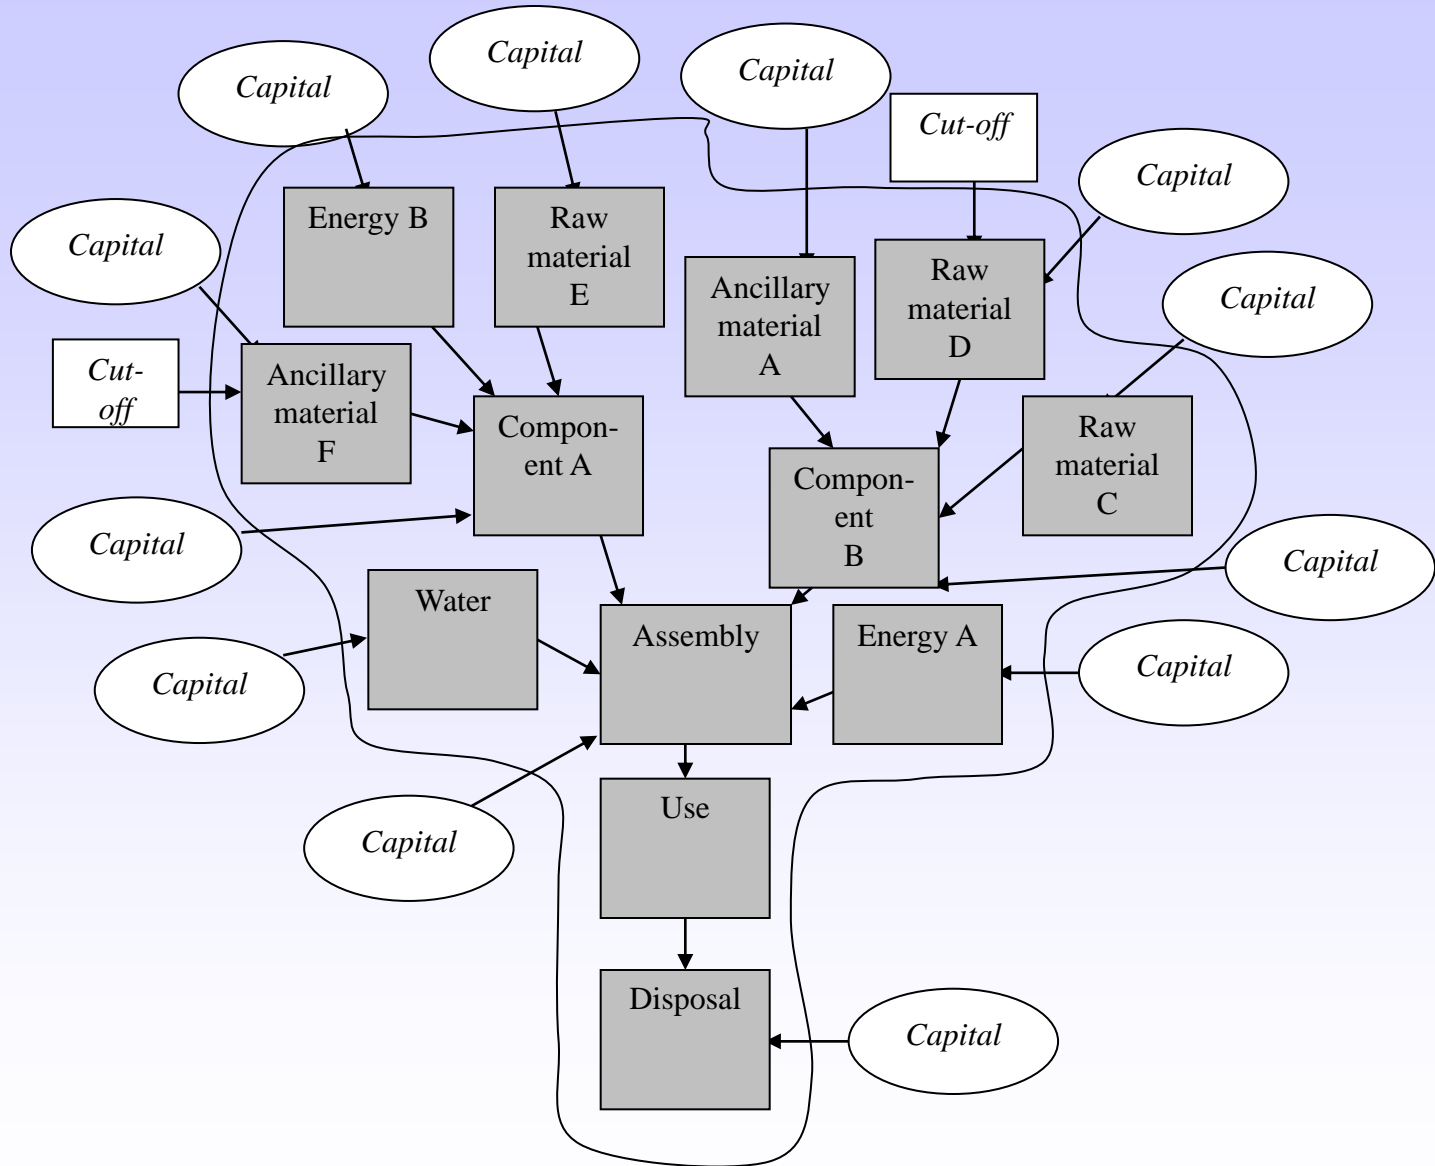 Capital
Capital
Capital
Cut-off
Capital
Capital
Energy B
Raw
material
E
Ancillary
material
A
Raw
material
D
Capital
Cut-
off
Ancillary
material
F
Compon-
ent A
Raw
material
C
Compon-
ent
B
Capital
Capital
Water
Assembly
Energy A
Capital
Capital
Use
Capital
Disposal
Capital